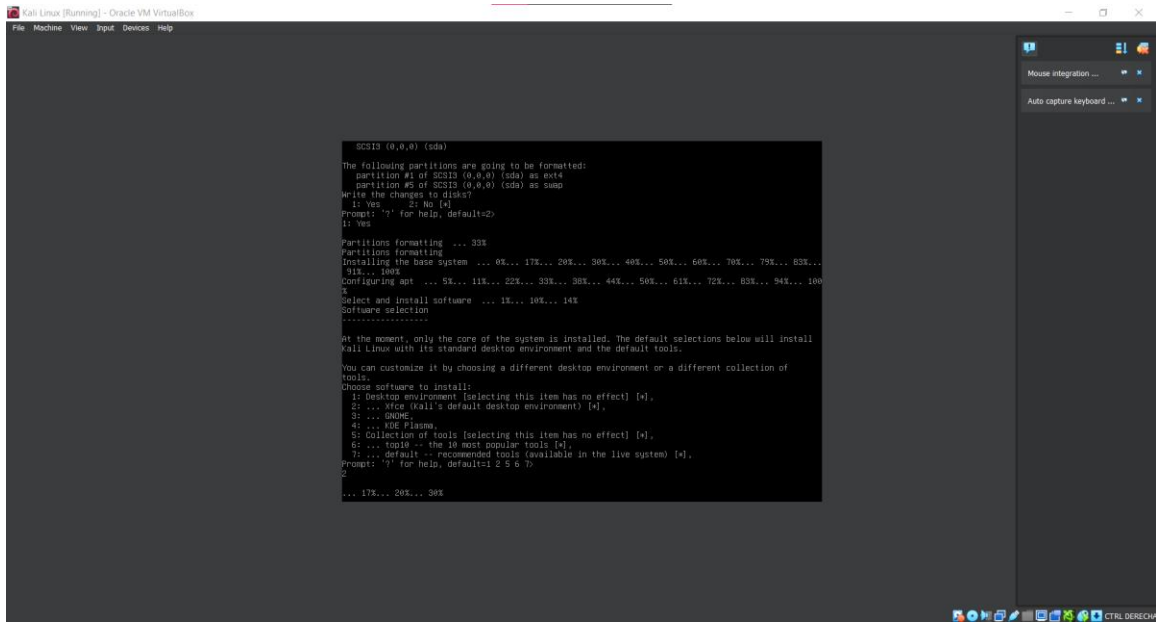 Kali Linux [Running] - Oracle VM VirtualBox
File Machine View Input Devices Help
Mouse integration ...
Auto capture keyboard ...
SCSI3 (0,0,0) (sda)
The following partitions are going to be formatted:
partition #1 of SCSI3 (0,0,0) (sda) as ext4
partition #5 of SCSI3 (0,0,0) (sda) as swap
Write the changes to disks?
1: Yes 2: No [*]
Prompt: '?' for help, default=2>
1: Yes
Partitions formatting ... 33%
Partitions formatting
Installing the base system ... 0%... 17%... 20%... 30%... 40%... 50%... 60%... 70%... 79%... 83%...
91%... 100%
Configuring apt ... 5%... 11%... 22%... 33%... 38%... 44%... 50%... 61%... 72%... 83%... 94%... 100
%
Select and install software ... 1%... 10%... 14%
Software selection
------------------
At the moment, only the core of the system is installed. The default selections below will install
Kali Linux with its standard desktop environment and the default tools.
You can customize it by choosing a different desktop environment or a different collection of
tools.
Choose software to install:
1: Desktop environment [selecting this item has no effect] [*],
2: ... Xfce (Kali's default desktop environment) [*],
3: ... GNOME,
4: ... KDE Plasma,
5: Collection of tools [selecting this item has no effect] [*],
6: ... top10 -- the 10 most popular tools [*],
7: ... default -- recommended tools (available in the live system) [*],
Prompt: '?' for help, default=1 2 5 6 7>
2
... 17%... 20%... 30%
CTRL DERECHA